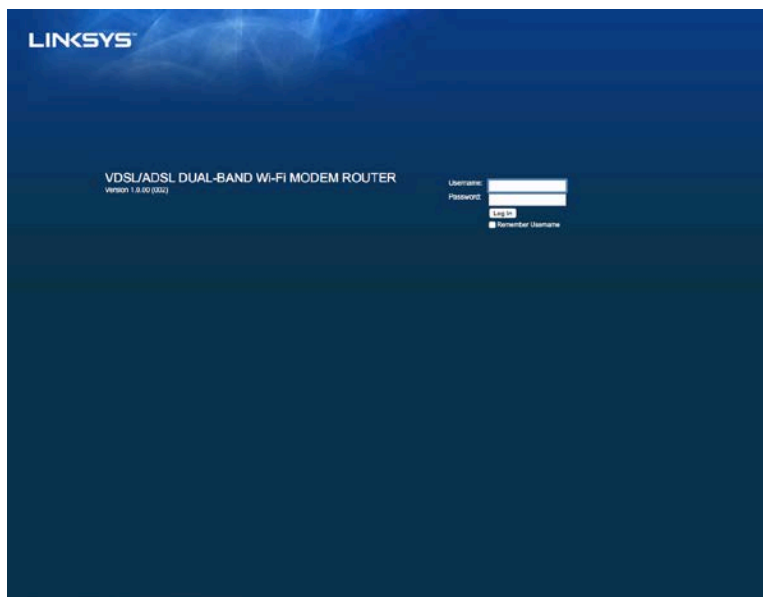 LINKSYS
VDSL/ADSL DUAL-BAND Wi-Fi MODEM ROUTER
Version 1.0.00 (002)
Username:
Password:
Log In
Remember Username